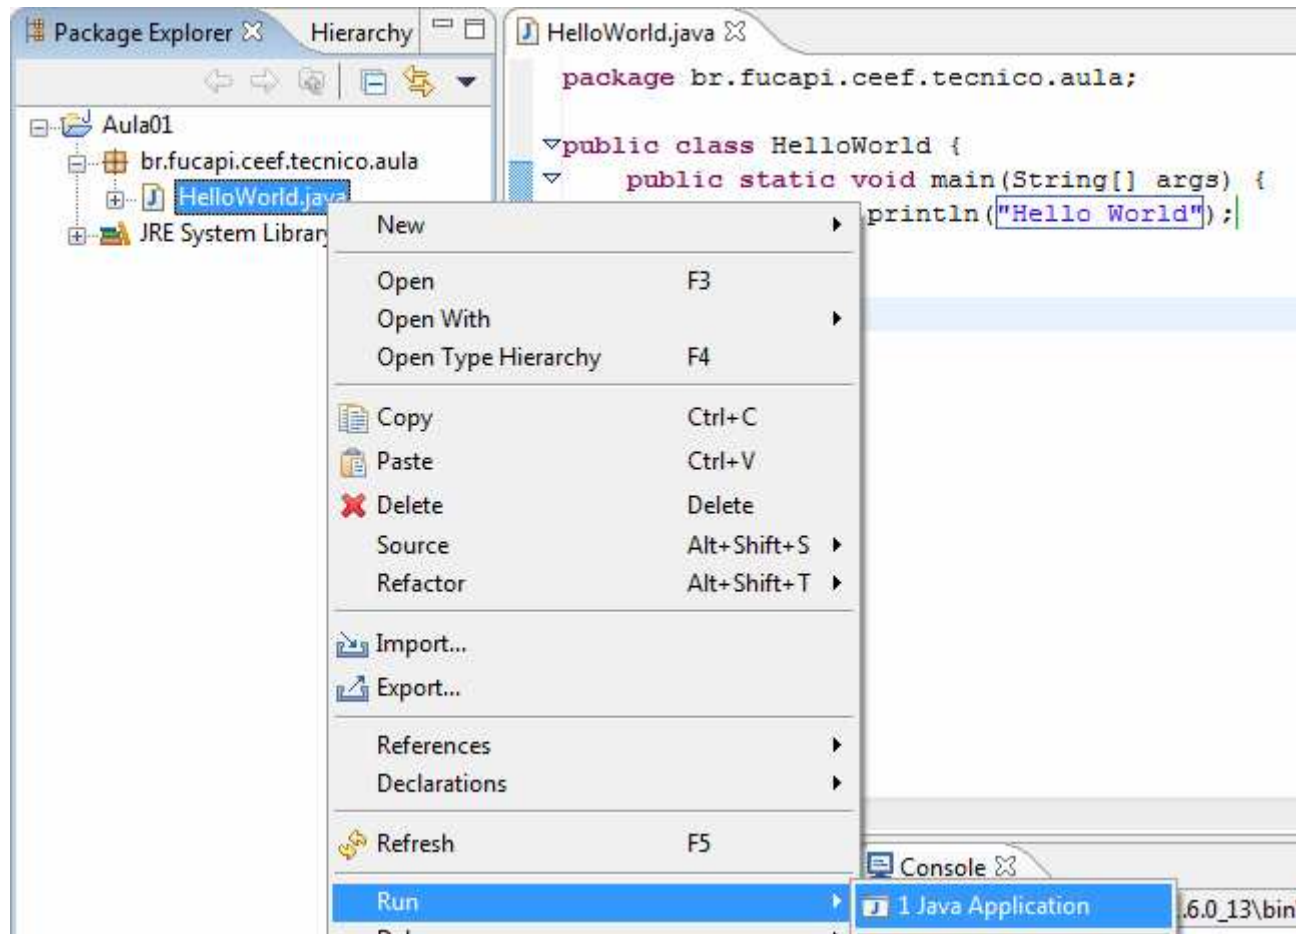 Package Explorer Hierarchy
Aula01
br.fucapi.ceef.tecnico.aula
HelloWorld.java
JRE System Library
HelloWorld.java
package br.fucapi.ceef.tecnico.aula;
public class HelloWorld {
public static void main(String[] args) {
println("Hello World");
New
Open F3
Open With
Open Type Hierarchy F4
Copy Ctrl+C
Paste Ctrl+V
Delete Delete
Source Alt+Shift+S
Refactor Alt+Shift+T
Import...
Export...
References
Declarations
Refresh F5
Run
Console
1 Java Application
.6.0_13\bin